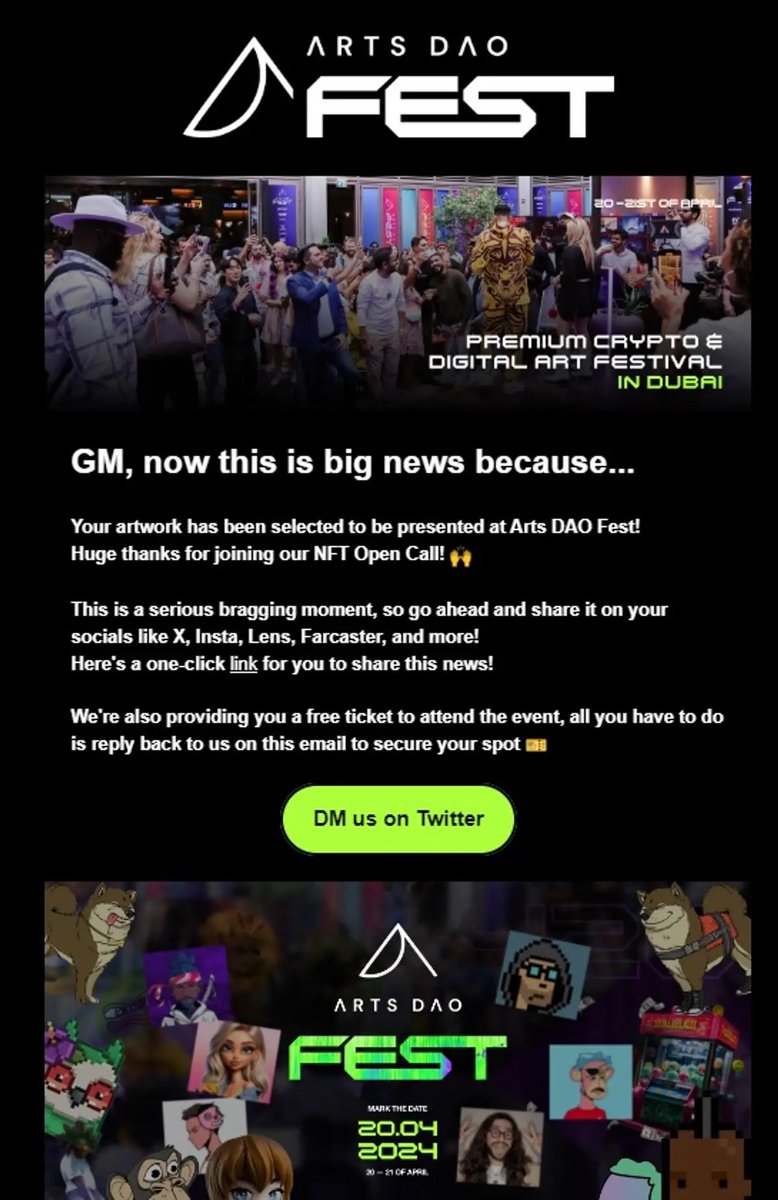 ARTS DAO
FEST
20 -21ST OF APRIL
PREMIUM CRYPTO &
DIGITAL ART FESTIVAL
IN DUBAI
GM, now this is big news because...
Your artwork has been selected to be presented at Arts DAO Fest!
Huge thanks for joining our NFT Open Call! 🙌
This is a serious bragging moment, so go ahead and share it on your
socials like X, Insta, Lens, Farcaster, and more!
Here's a one-click link for you to share this news!
We're also providing you a free ticket to attend the event, all you have to do
is reply back to us on this email to secure your spot 🎫
DM us on Twitter
ARTS DAO
FEST
MARK THE DATE
20.04
2024
20 — 21 OF APRIL